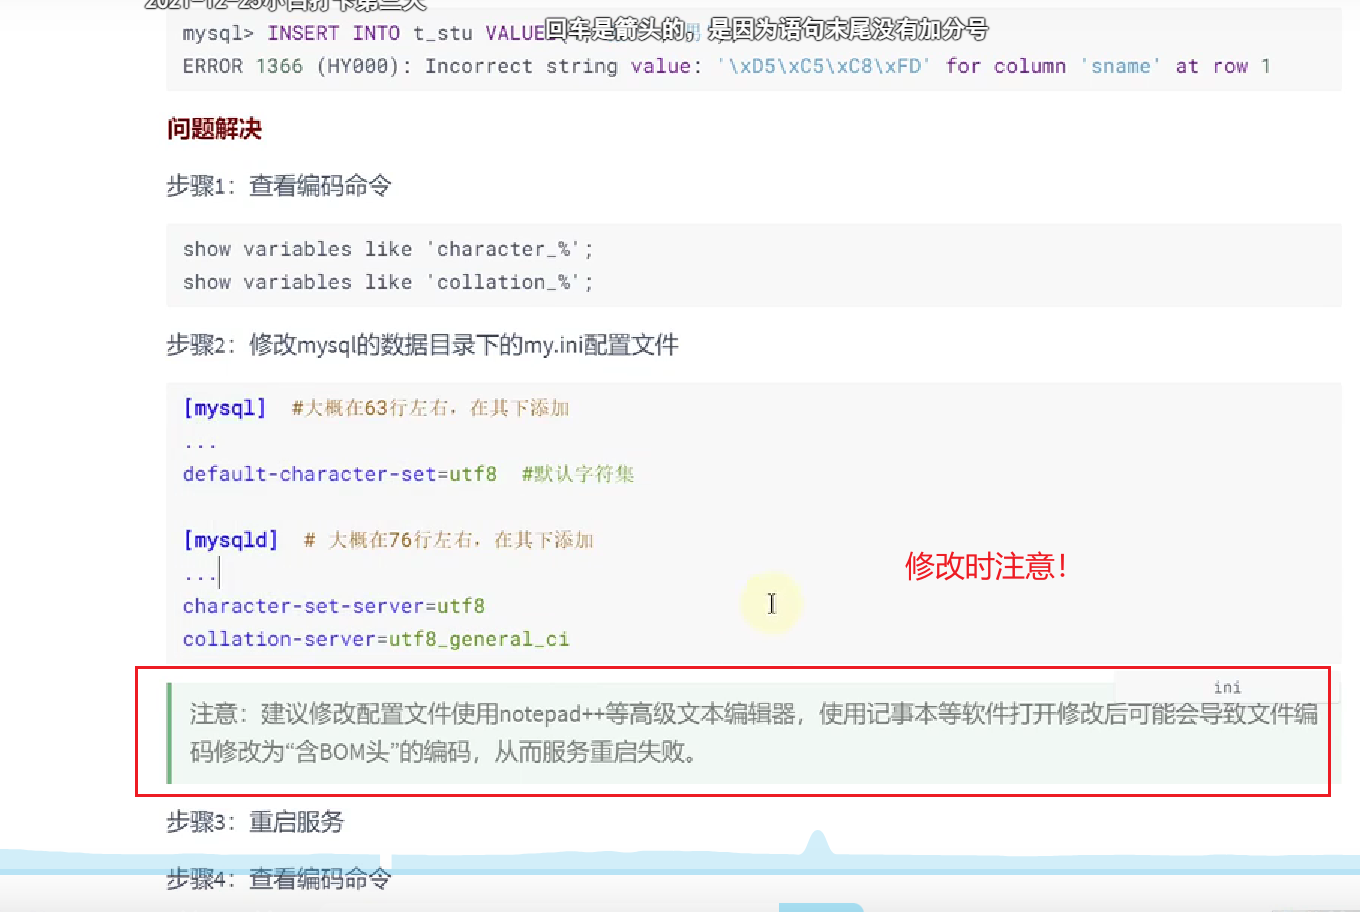 2021-12-25小白打卡第三天
回车是箭头的，是因为语句末尾没有加分号
mysql> INSERT INTO t_stu VALUE
ERROR 1366 (HY000): Incorrect string value: '\xD5\xC5\xC8\xFD' for column 'sname' at row 1
问题解决
步骤1：查看编码命令
show variables like 'character_%';
show variables like 'collation_%';
步骤2：修改mysql的数据目录下的my.ini配置文件
[mysql]  #大概在63行左右，在其下添加
...
default-character-set=utf8  #默认字符集
[mysqld]  # 大概在76行左右，在其下添加
...
修改时注意！
character-set-server=utf8
collation-server=utf8_general_ci
ini
注意：建议修改配置文件使用notepad++等高级文本编辑器，使用记事本等软件打开修改后可能会导致文件编
码修改为“含BOM头”的编码，从而服务重启失败。
步骤3：重启服务
步骤4：查看编码命令